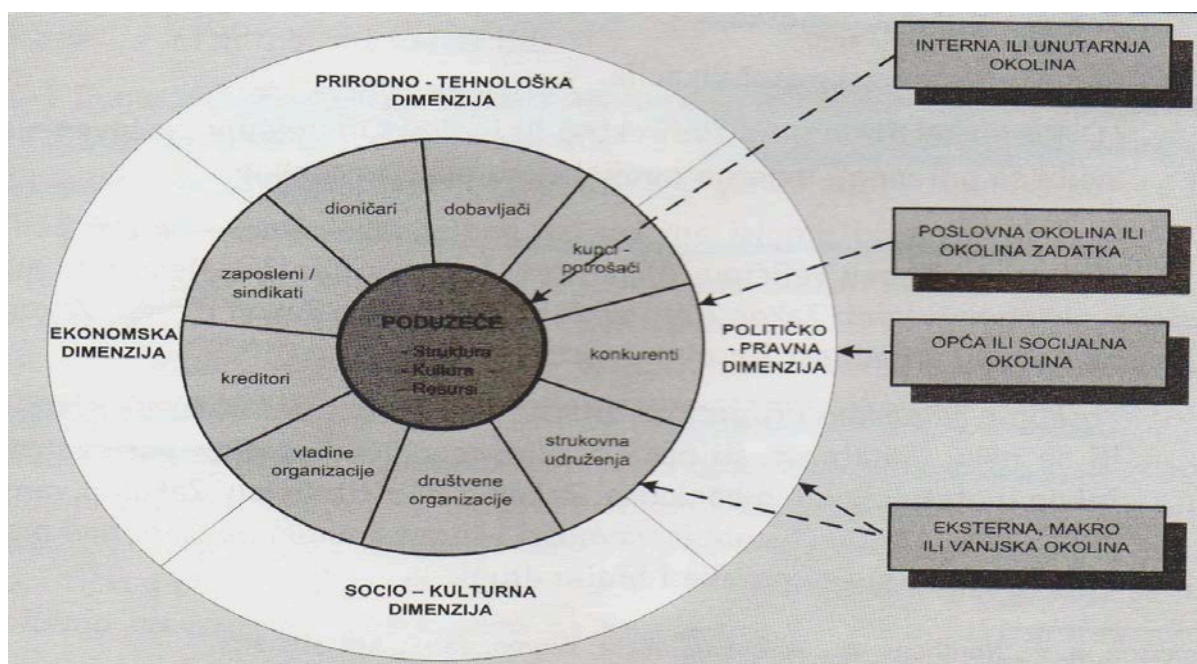 PRIRODNO - TEHNOLOŠKA
DIMENZIJA
dioničari
dobavljači
kupci -
potrošači
zaposleni /
sindikati
PODUZEĆE
- Struktura
- Kultura -
- Resursi
konkurenti
kreditori
strukovna
udruženja
vladine
organizacije
društvene
organizacije
EKONOMSKA
DIMENZIJA
POLITIČKO
- PRAVNA
DIMENZIJA
SOCIO – KULTURNA
DIMENZIJA
INTERNA ILI UNUTARNJA
OKOLINA
POSLOVNA OKOLINA ILI
OKOLINA ZADATKA
OPĆA ILI SOCIJALNA
OKOLINA
EKSTERNA, MAKRO
ILI VANJSKA OKOLINA